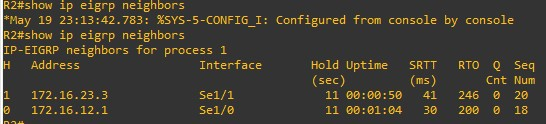 R2#show ip eigrp neighbors
*May 19 23:13:42.783: %SYS-5-CONFIG_I: Configured from console by console
R2#show ip eigrp neighbors
IP-EIGRP neighbors for process 1
H   Address                 Interface       Hold Uptime   SRTT   RTO  Q  Seq
                                            (sec)         (ms)       Cnt Num
1   172.16.23.3             Se1/1             11 00:00:50   41   246  0  20
0   172.16.12.1             Se1/0             11 00:01:04   30   200  0  18
R2#